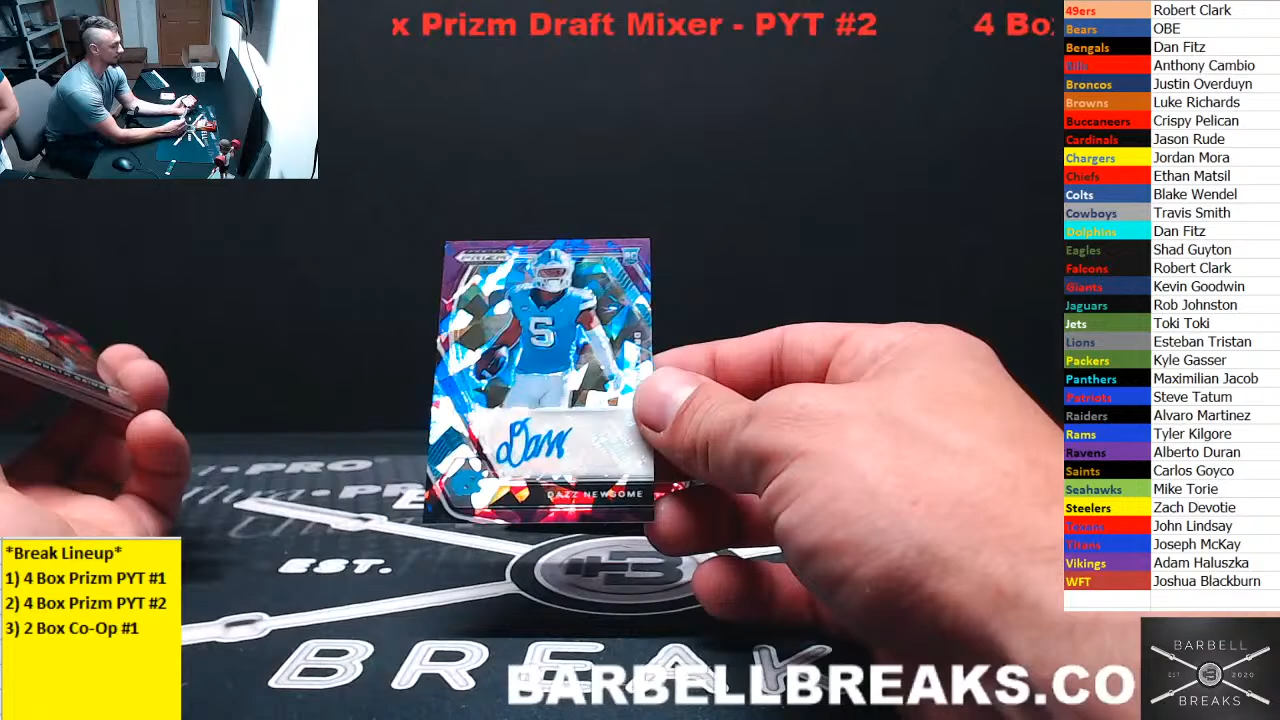 x Prizm Draft Mixer - PYT #2
4 Bo
49ers Robert Clark
Bears OBE
Bengals Dan Fitz
Bills Anthony Cambio
Broncos Justin Overduyn
Browns Luke Richards
Buccaneers Crispy Pelican
Cardinals Jason Rude
Chargers Jordan Mora
Chiefs Ethan Matsil
Colts Blake Wendel
Cowboys Travis Smith
Dolphins Dan Fitz
Eagles Shad Guyton
Falcons Robert Clark
Giants Kevin Goodwin
Jaguars Rob Johnston
Jets Toki Toki
Lions Esteban Tristan
Packers Kyle Gasser
Panthers Maximilian Jacob
Patriots Steve Tatum
Raiders Alvaro Martinez
Rams Tyler Kilgore
Ravens Alberto Duran
Saints Carlos Goyco
Seahawks Mike Torie
Steelers Zach Devotie
Texans John Lindsay
Titans Joseph McKay
Vikings Adam Haluszka
WFT Joshua Blackburn
PRIZM
RC
5
Daz
DAZZ NEWSOME
EST.
BREAK
*Break Lineup*
1) 4 Box Prizm PYT #1
2) 4 Box Prizm PYT #2
3) 2 Box Co-Op #1
BARBELLBREAKS.CO
BARBELL
EST 2020
B
BREAKS